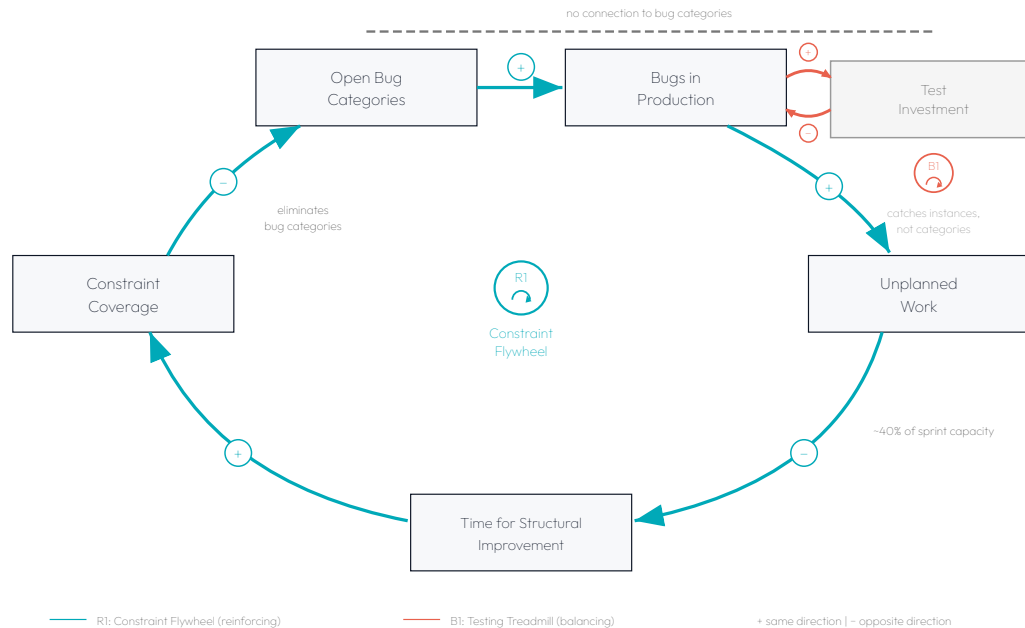 no connection to bug categories
Open Bug
Categories
+
Bugs in
Production
+
−
Test
Investment
B1
catches instances,
not categories
−
+
eliminates
bug categories
Constraint
Coverage
R1
Constraint
Flywheel
Unplanned
Work
~40% of sprint capacity
+
−
Time for Structural
Improvement
R1: Constraint Flywheel (reinforcing)
B1: Testing Treadmill (balancing)
+ same direction | − opposite direction